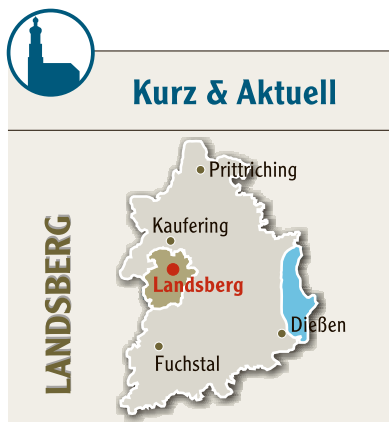 Kurz & Aktuell
LANDSBERG
Prittriching
Kaufering
Landsberg
Dießen
Fuchstal